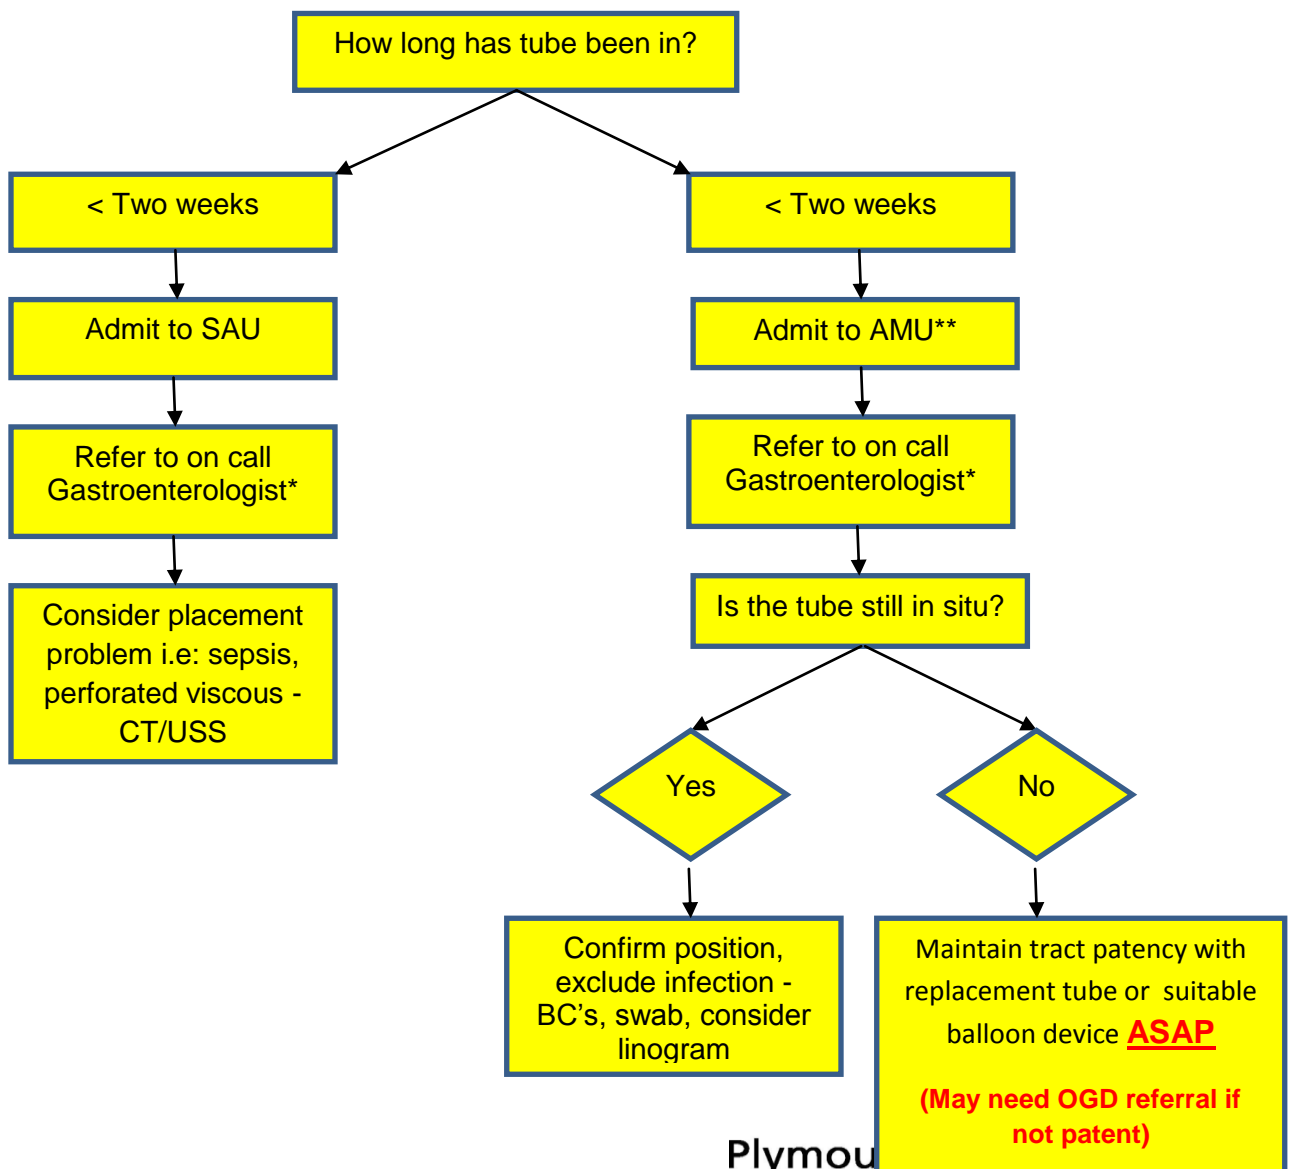 How long has tube been in?
< Two weeks
< Two weeks
Admit to SAU
Admit to AMU**
Refer to on call
Gastroenterologist*
Refer to on call
Gastroenterologist*
Consider placement
problem i.e: sepsis,
perforated viscous -
CT/USS
Is the tube still in situ?
Yes
No
Confirm position,
exclude infection -
BC's, swab, consider
linogram
Maintain tract patency with
replacement tube or suitable
balloon device ASAP
(May need OGD referral if
not patent)
Plymou